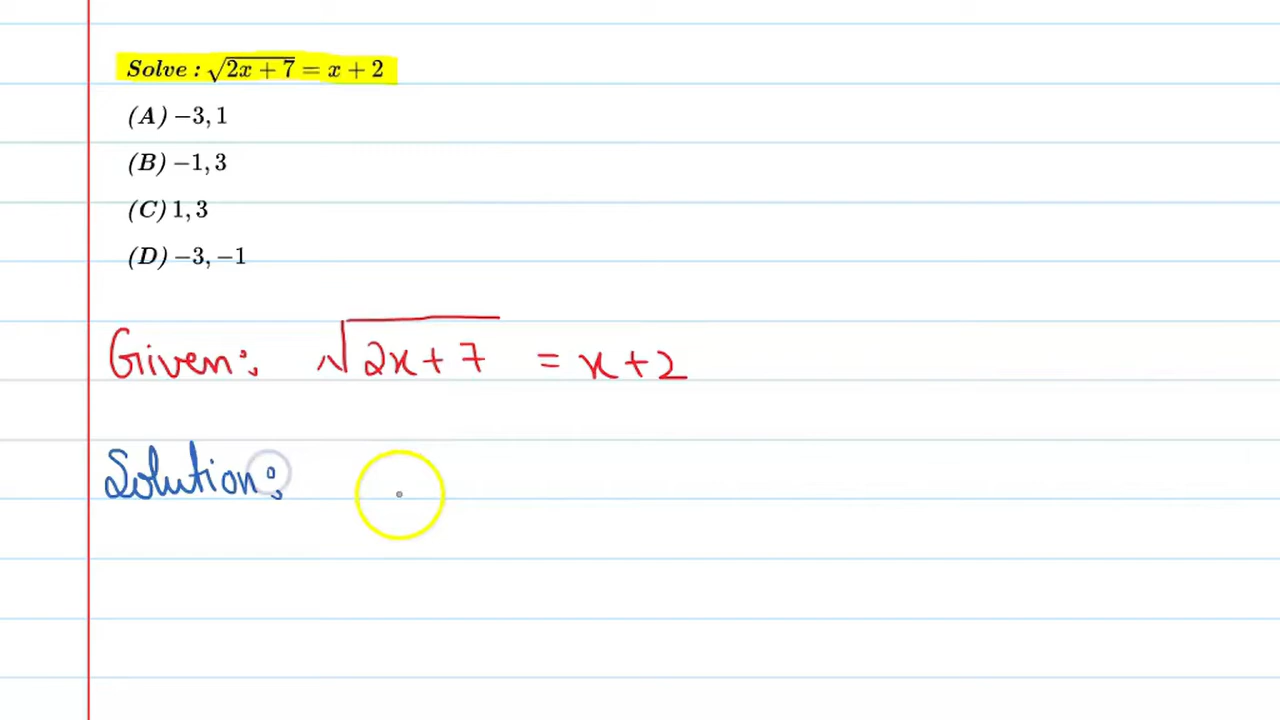 Solve : √2x + 7 = x + 2
(A) −3, 1
(B) −1, 3
(C) 1, 3
(D) −3, −1
Given: √2x + 7 = x + 2
Solution: